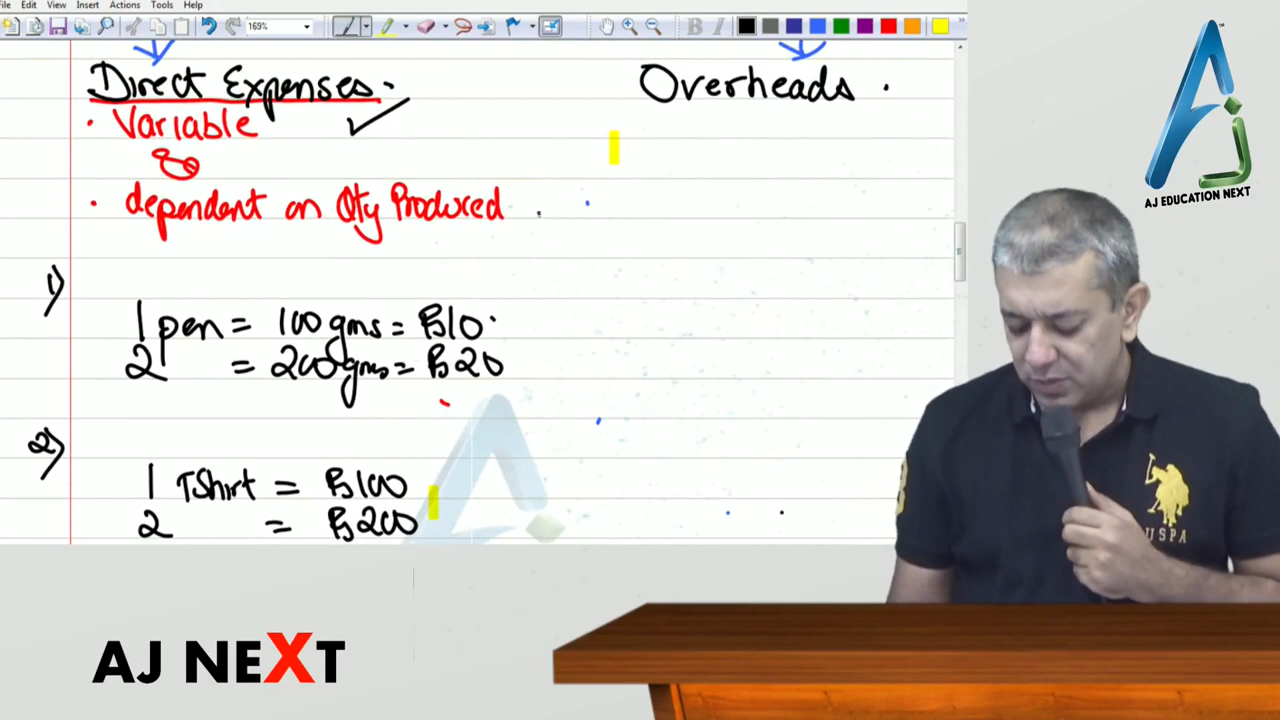 File Edit View Insert Actions Tools Help
169%
B I
Direct Expenses.
Overheads.
• Variable
• dependent on Qty Produced
1)
1 pen = 100 gms = Rs10
2 = 200 gms = Rs20
2)
1 TShirt = Rs100
2 = Rs200
AJ EDUCATION NEXT
USPA
3
AJ NEXT